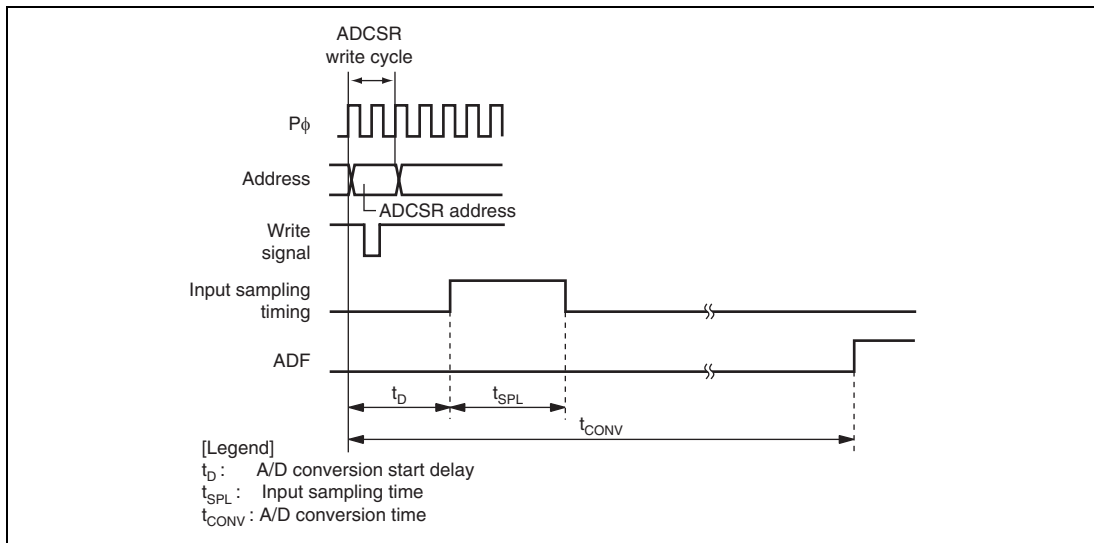 ADCSR
write cycle
Pϕ
Address
ADCSR address
Write
signal
Input sampling
timing
ADF
tD
tSPL
tCONV
[Legend]
tD : A/D conversion start delay
tSPL : Input sampling time
tCONV : A/D conversion time